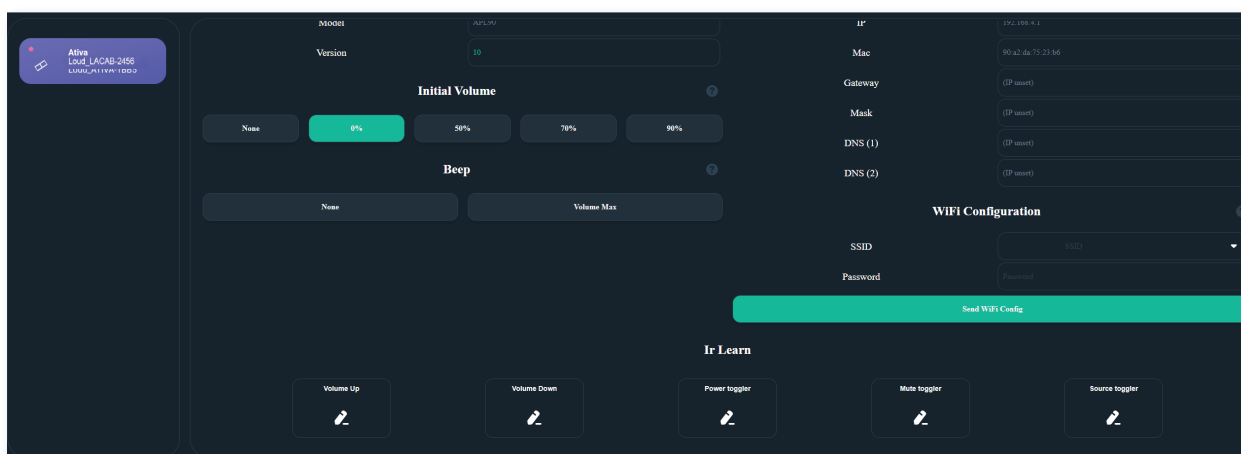 Ativa
Loud_LACAB-2456
Loud_ATIVA-1BB5
Model
APL90
Version
10
Initial Volume
?
None
0%
50%
70%
90%
Beep
?
None
Volume Max
IP
192.168.4.1
Mac
90:a2:da:75:23:b6
Gateway
(IP unset)
Mask
(IP unset)
DNS (1)
(IP unset)
DNS (2)
(IP unset)
WiFi Configuration
SSID
SSID
Password
Password
Send WiFi Config
Ir Learn
Volume Up
Volume Down
Power toggler
Mute toggler
Source toggler